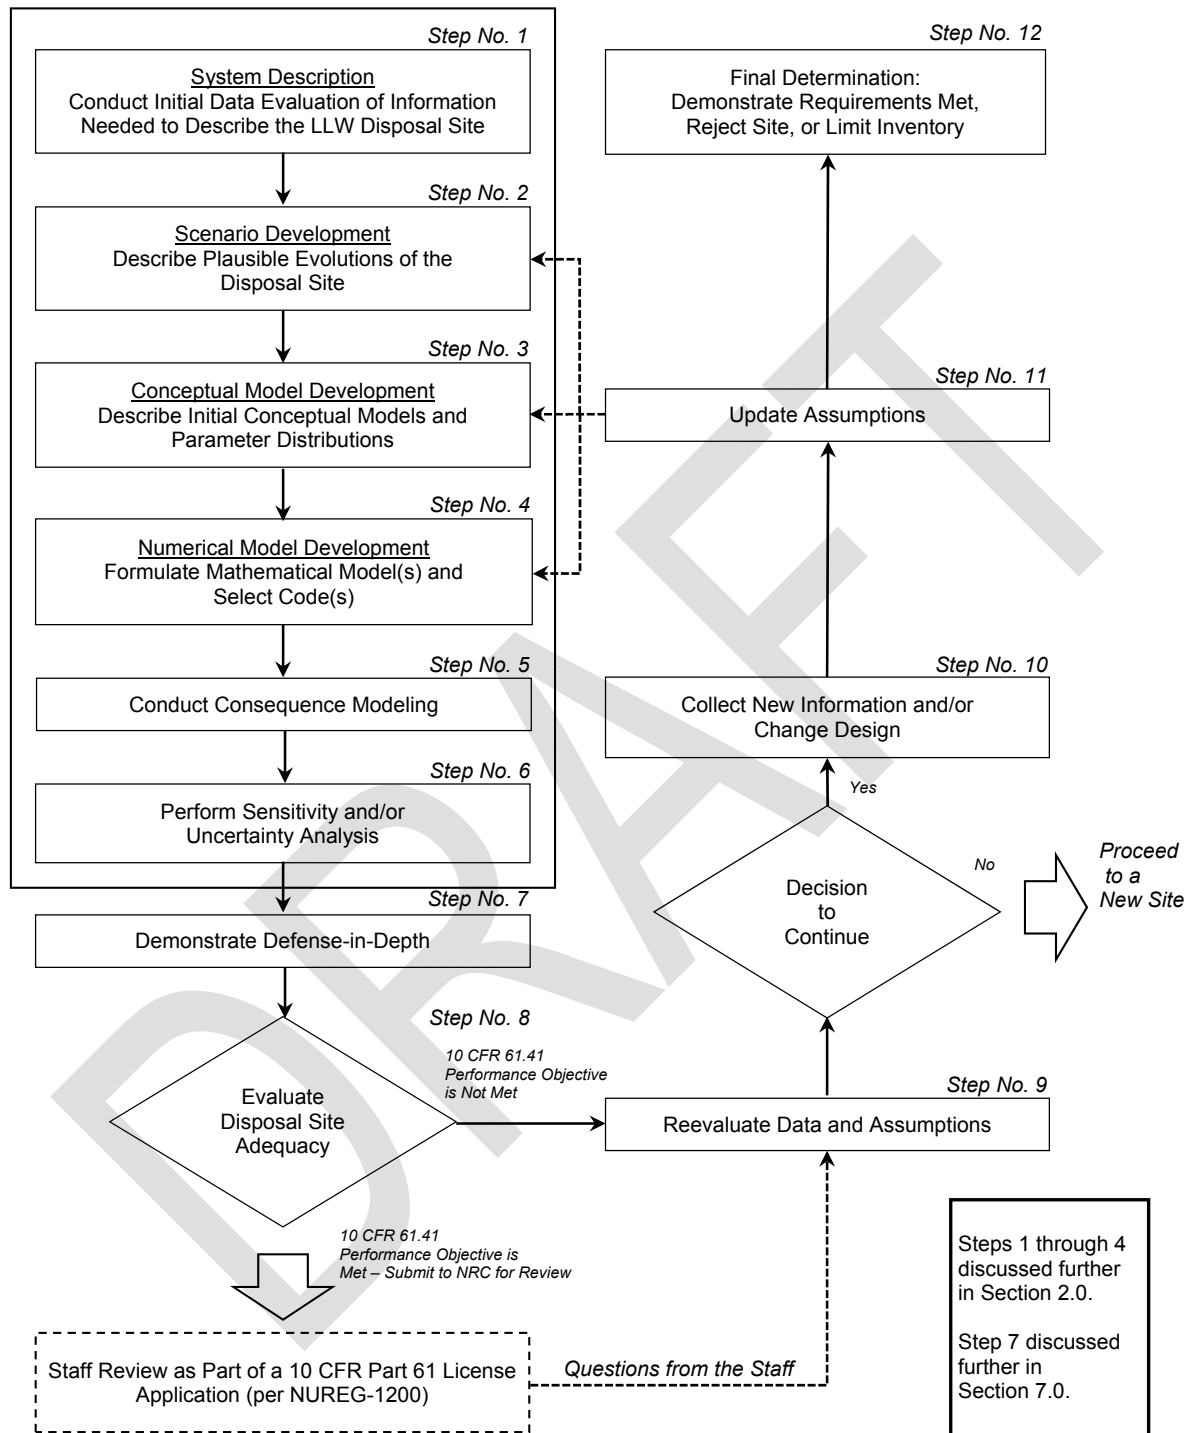 Step No. 1
System Description
Conduct Initial Data Evaluation of Information
Needed to Describe the LLW Disposal Site
Step No. 2
Scenario Development
Describe Plausible Evolutions of the
Disposal Site
Step No. 3
Conceptual Model Development
Describe Initial Conceptual Models and
Parameter Distributions
Step No. 4
Numerical Model Development
Formulate Mathematical Model(s) and
Select Code(s)
Step No. 5
Conduct Consequence Modeling
Step No. 6
Perform Sensitivity and/or
Uncertainty Analysis
Step No. 7
Demonstrate Defense-in-Depth
Step No. 8
Evaluate
Disposal Site
Adequacy
10 CFR 61.41
Performance Objective
is Not Met
10 CFR 61.41
Performance Objective is
Met – Submit to NRC for Review
Staff Review as Part of a 10 CFR Part 61 License
Application (per NUREG-1200)
Questions from the Staff
Step No. 9
Reevaluate Data and Assumptions
Decision
to
Continue
Yes
No
Proceed
to a
New Site
Step No. 10
Collect New Information and/or
Change Design
Step No. 11
Update Assumptions
Step No. 12
Final Determination:
Demonstrate Requirements Met,
Reject Site, or Limit Inventory
Steps 1 through 4
discussed further
in Section 2.0.
Step 7 discussed
further in
Section 7.0.
DRAFT